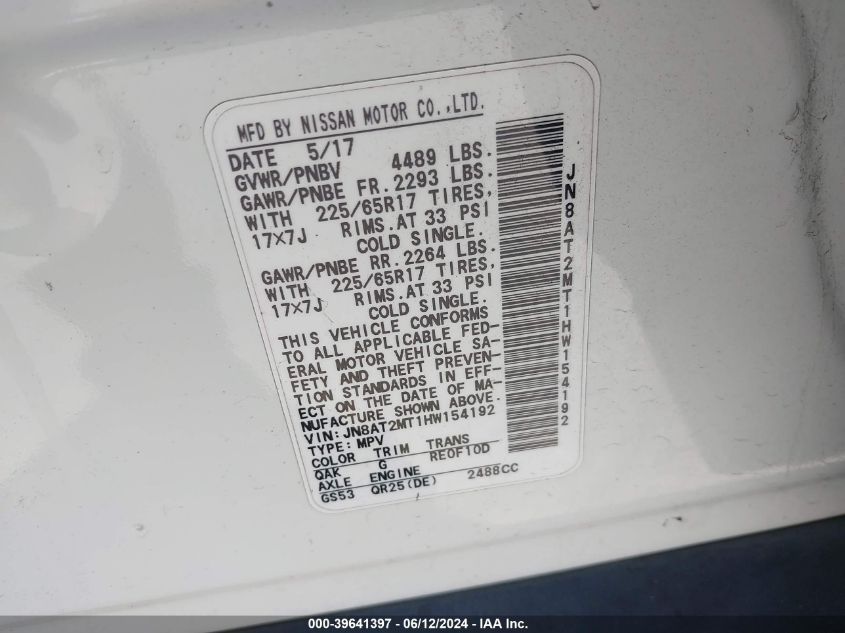 MFD BY NISSAN MOTOR CO.,LTD.
DATE 5/17
GVWR/PNBV 4489 LBS.
GAWR/PNBE FR. 2293 LBS.
WITH 225/65R17 TIRES,
17×7J RIMS.AT 33 PSI
COLD SINGLE.
GAWR/PNBE RR. 2264 LBS.
WITH 225/65R17 TIRES,
17×7J RIMS.AT 33 PSI
COLD SINGLE.
THIS VEHICLE CONFORMS
TO ALL APPLICABLE FED-
ERAL MOTOR VEHICLE SA-
FETY AND THEFT PREVEN-
TION STANDARDS IN EFF-
ECT ON THE DATE OF MA-
NUFACTURE SHOWN ABOVE.
VIN: JN8AT2MT1HW154192
TYPE: MPV
COLOR TRIM TRANS
QAK G RE0F10D
AXLE ENGINE
GS53 QR25(DE) 2488CC
JN8AT2MT1HW154192
000-39641397 - 06/12/2024 - IAA Inc.